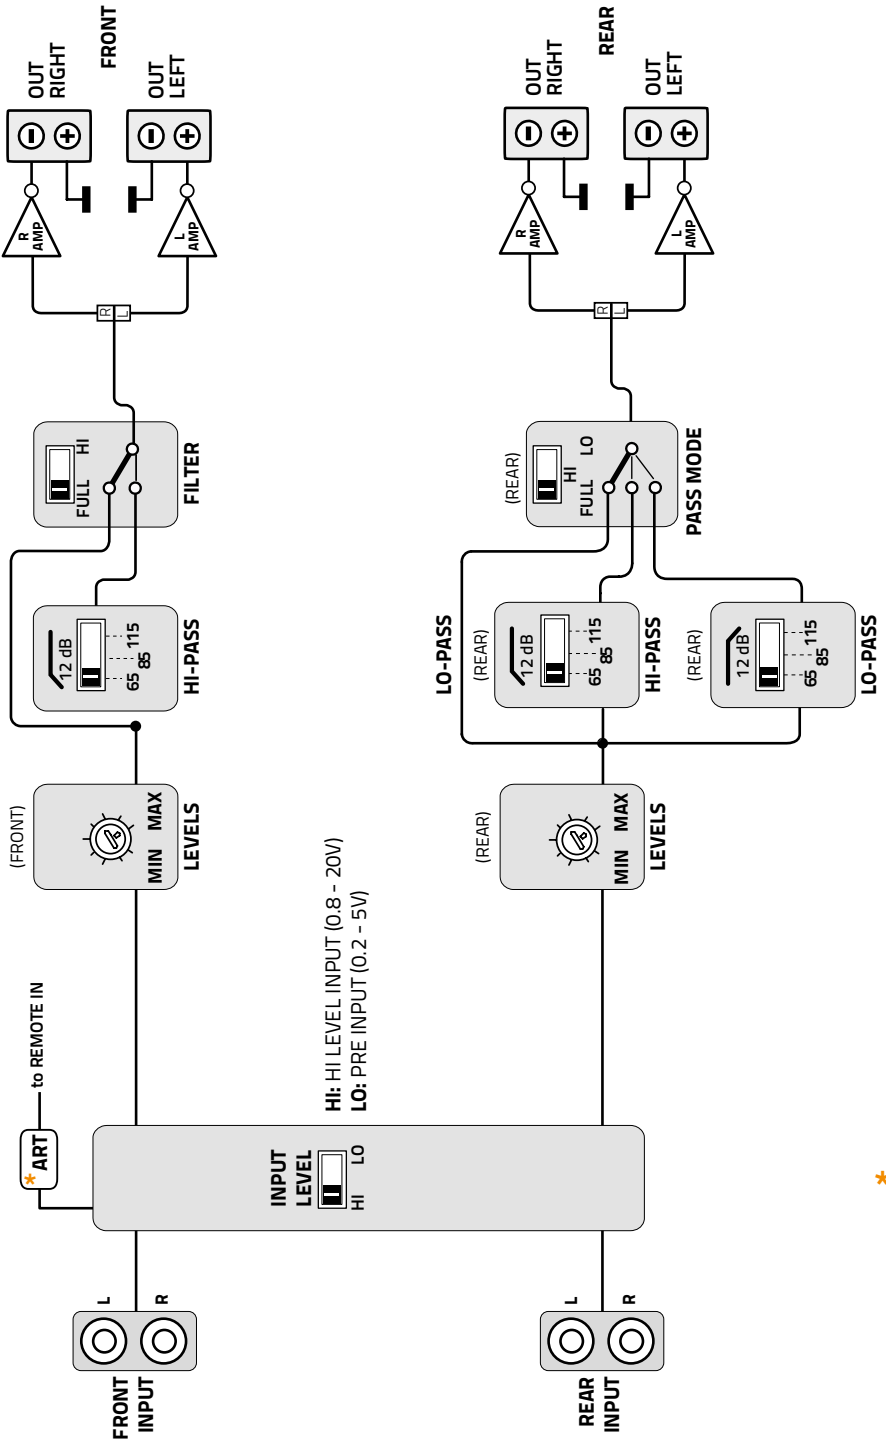 FRONT
INPUT
L
R
* ART
to REMOTE IN
INPUT
LEVEL
HI
LO
HI: HI LEVEL INPUT (0.8 - 20V)
LO: PRE INPUT (0.2 - 5V)
(FRONT)
MIN
MAX
LEVELS
12 dB
65
85
115
HI-PASS
FULL
HI
FILTER
R
L
R
AMP
L
AMP
OUT
RIGHT
OUT
LEFT
FRONT
REAR
INPUT
L
R
(REAR)
MIN
MAX
LEVELS
LO-PASS
(REAR)
12 dB
65
85
115
HI-PASS
(REAR)
12 dB
65
85
115
LO-PASS
(REAR)
FULL
HI
LO
PASS MODE
R
L
R
AMP
L
AMP
OUT
RIGHT
OUT
LEFT
REAR
*